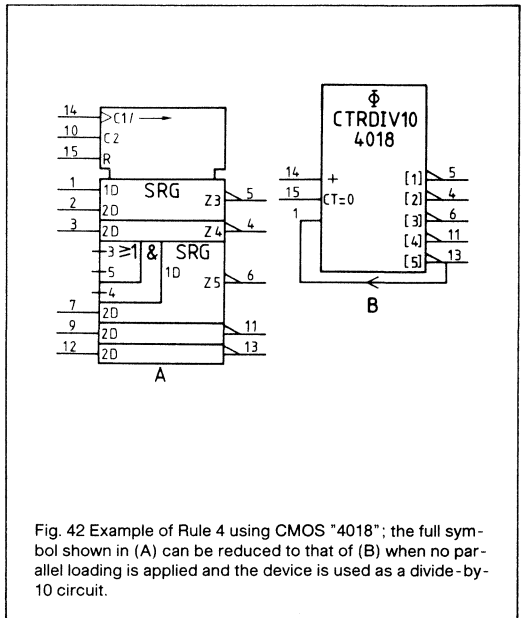 14 C1/ →
10 C2
15 R
1 1D SRG Z3 5
2 2D
3 2D Z4 4
3 ≥1 & SRG
5 1D Z5 6
4
7 2D
9 2D 11
12 2D 13
A
Φ
CTRDIV10
4018
14 + [1] 5
15 CT=0 [2] 4
1 [3] 6
[4] 11
[5] 13
B
Fig. 42 Example of Rule 4 using CMOS "4018"; the full sym-
bol shown in (A) can be reduced to that of (B) when no par-
allel loading is applied and the device is used as a divide-by-
10 circuit.